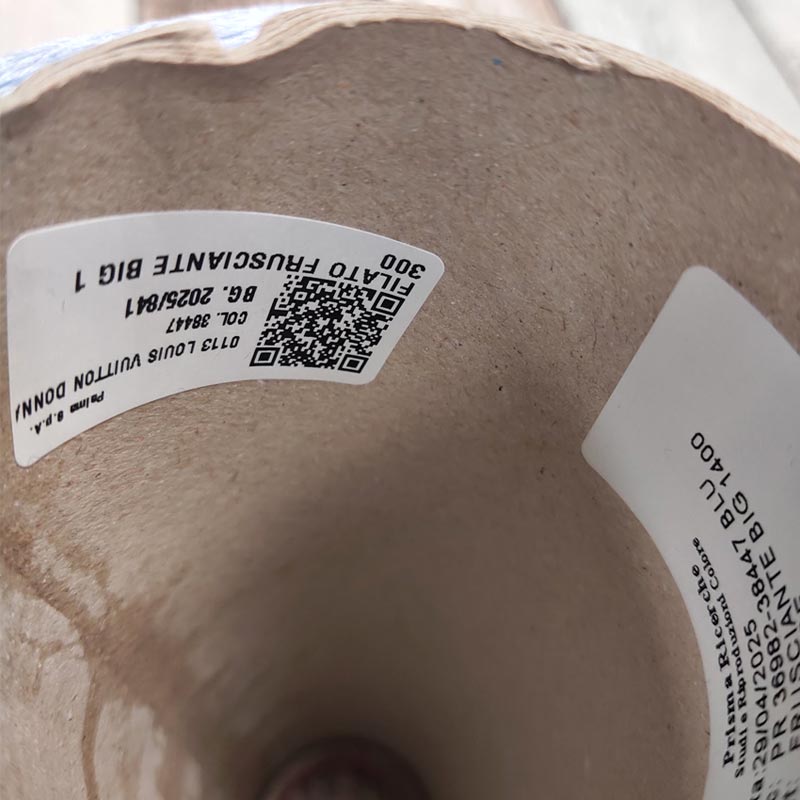 S.p.A.
0113 LOUIS VUITTON DONNA
COL. 38447
BG. 2025/841
FILATO FRUSCIANTE BIG 1
300
Prisma Ricerche
Studi e Riproduzioni Colore
a:29/04/2025
PR 36982-38447 BLU
FRUSCIANTE BIG 1400